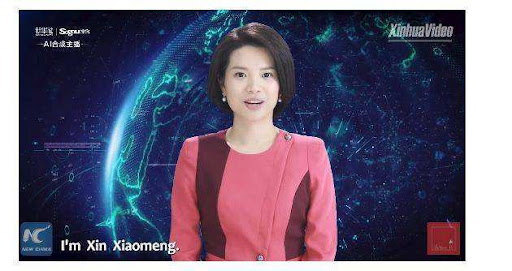 Sogou
XinhuaVideo
AI合成主播
NEW CHINA
I'm Xin Xiaomeng.